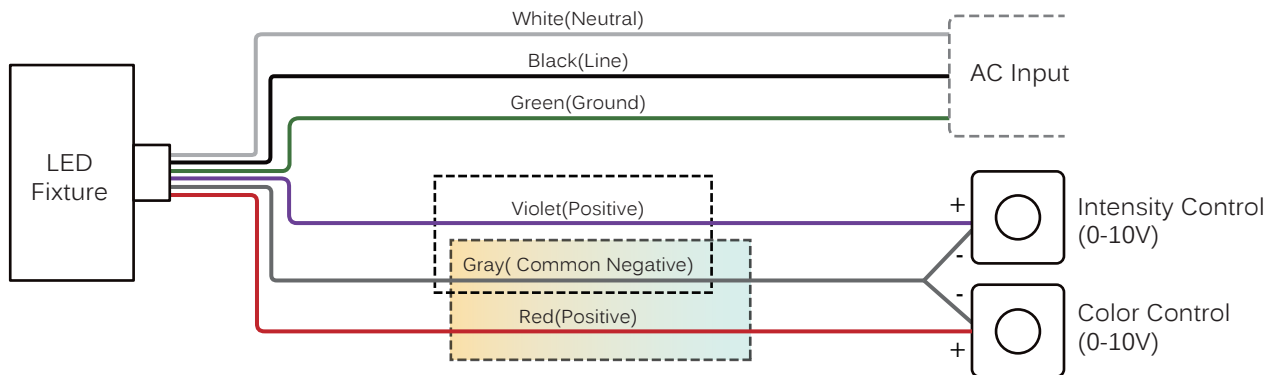 White(Neutral)
Black(Line)
AC Input
Green(Ground)
LED
Fixture
Violet(Positive)
+
Intensity Control
(0-10V)
-
Gray( Common Negative)
-
Red(Positive)
Color Control
(0-10V)
+